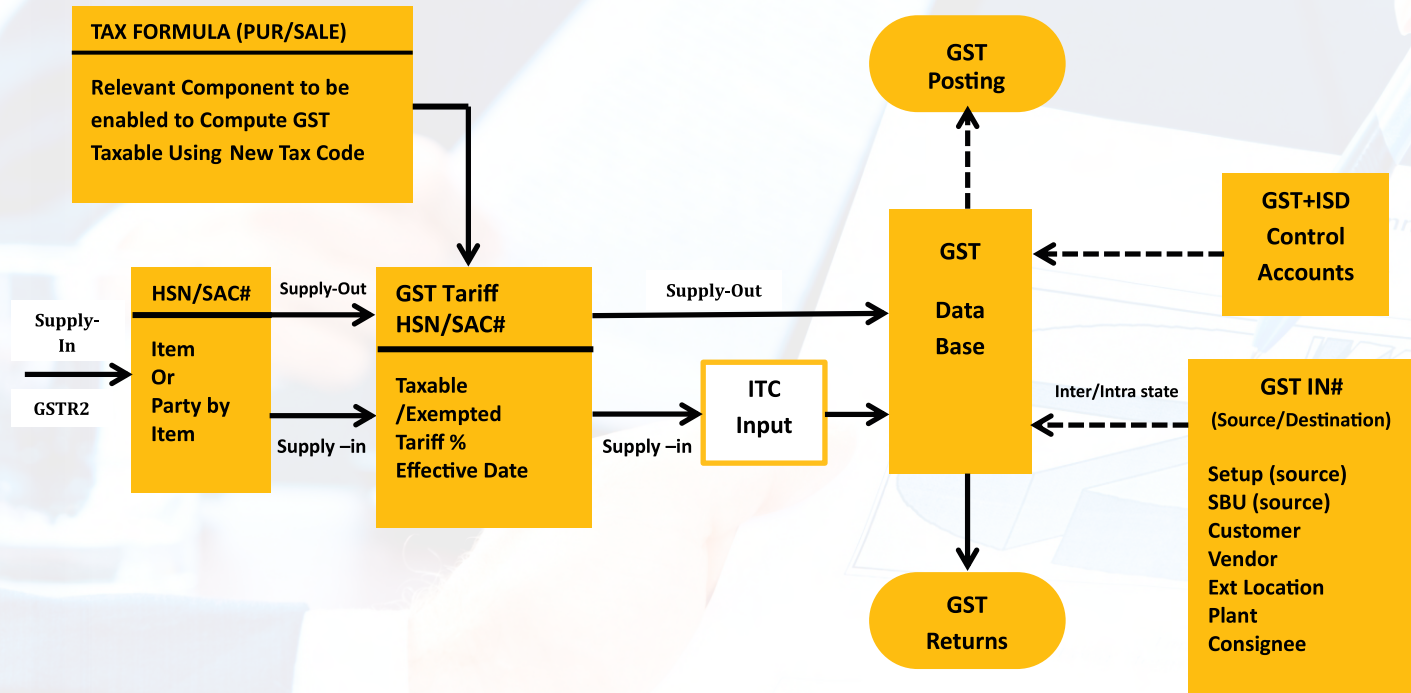 TAX FORMULA (PUR/SALE)
Relevant Component to be
enabled to Compute GST
Taxable Using New Tax Code
Supply-
In
GSTR2
HSN/SAC#
Item
Or
Party by
Item
Supply-Out
Supply –in
GST Tariff
HSN/SAC#
Taxable
/Exempted
Tariff %
Effective Date
Supply-Out
Supply –in
ITC
Input
GST
Posting
GST
Data
Base
GST
Returns
GST+ISD
Control
Accounts
Inter/Intra state
GST IN#
(Source/Destination)
Setup (source)
SBU (source)
Customer
Vendor
Ext Location
Plant
Consignee